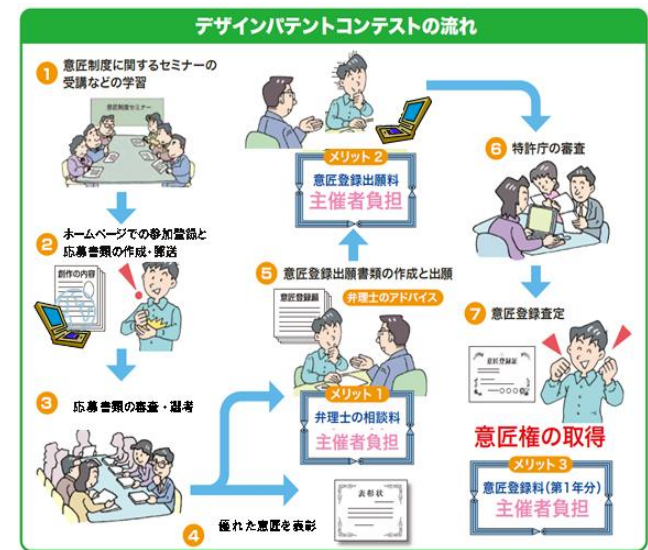 デザインパテントコンテストの流れ
1 意匠制度に関するセミナーの
受講などの学習
意匠制度セミナー
2 ホームページでの参加登録と
応募書類の作成・郵送
創作の内容
3 応募書類の審査・選考
4 優れた意匠を表彰
表彰状
5 意匠登録出願書類の作成と出願
意匠登録願
弁理士のアドバイス
メリット 1
弁理士の相談料
主催者負担
メリット 2
意匠登録出願料
主催者負担
6 特許庁の審査
7 意匠登録査定
意匠登録証
意匠権の取得
メリット 3
意匠登録料(第1年分)
主催者負担